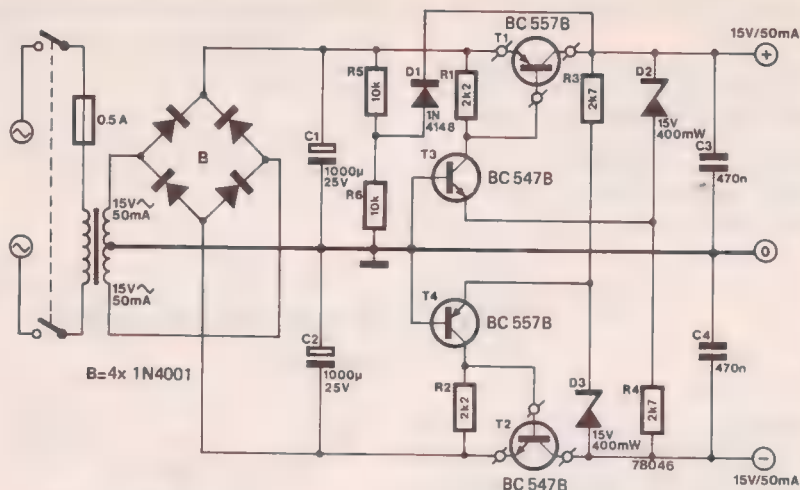 BC 557B
15V/50mA
T1
+
0.5A
R5
10k
D1
1N
4148
R1
2k2
R3
2k7
D2
15V
400mW
B
C1
1000µ
25V
T3
BC 547B
C3
470n
15V~
50mA
R6
10k
0
15V~
50mA
T4
BC 557B
C2
1000µ
25V
C4
470n
B=4x 1N4001
R2
2k2
T2
D3
15V
400mW
R4
2k7
78046
BC 547B
−
15V/50mA